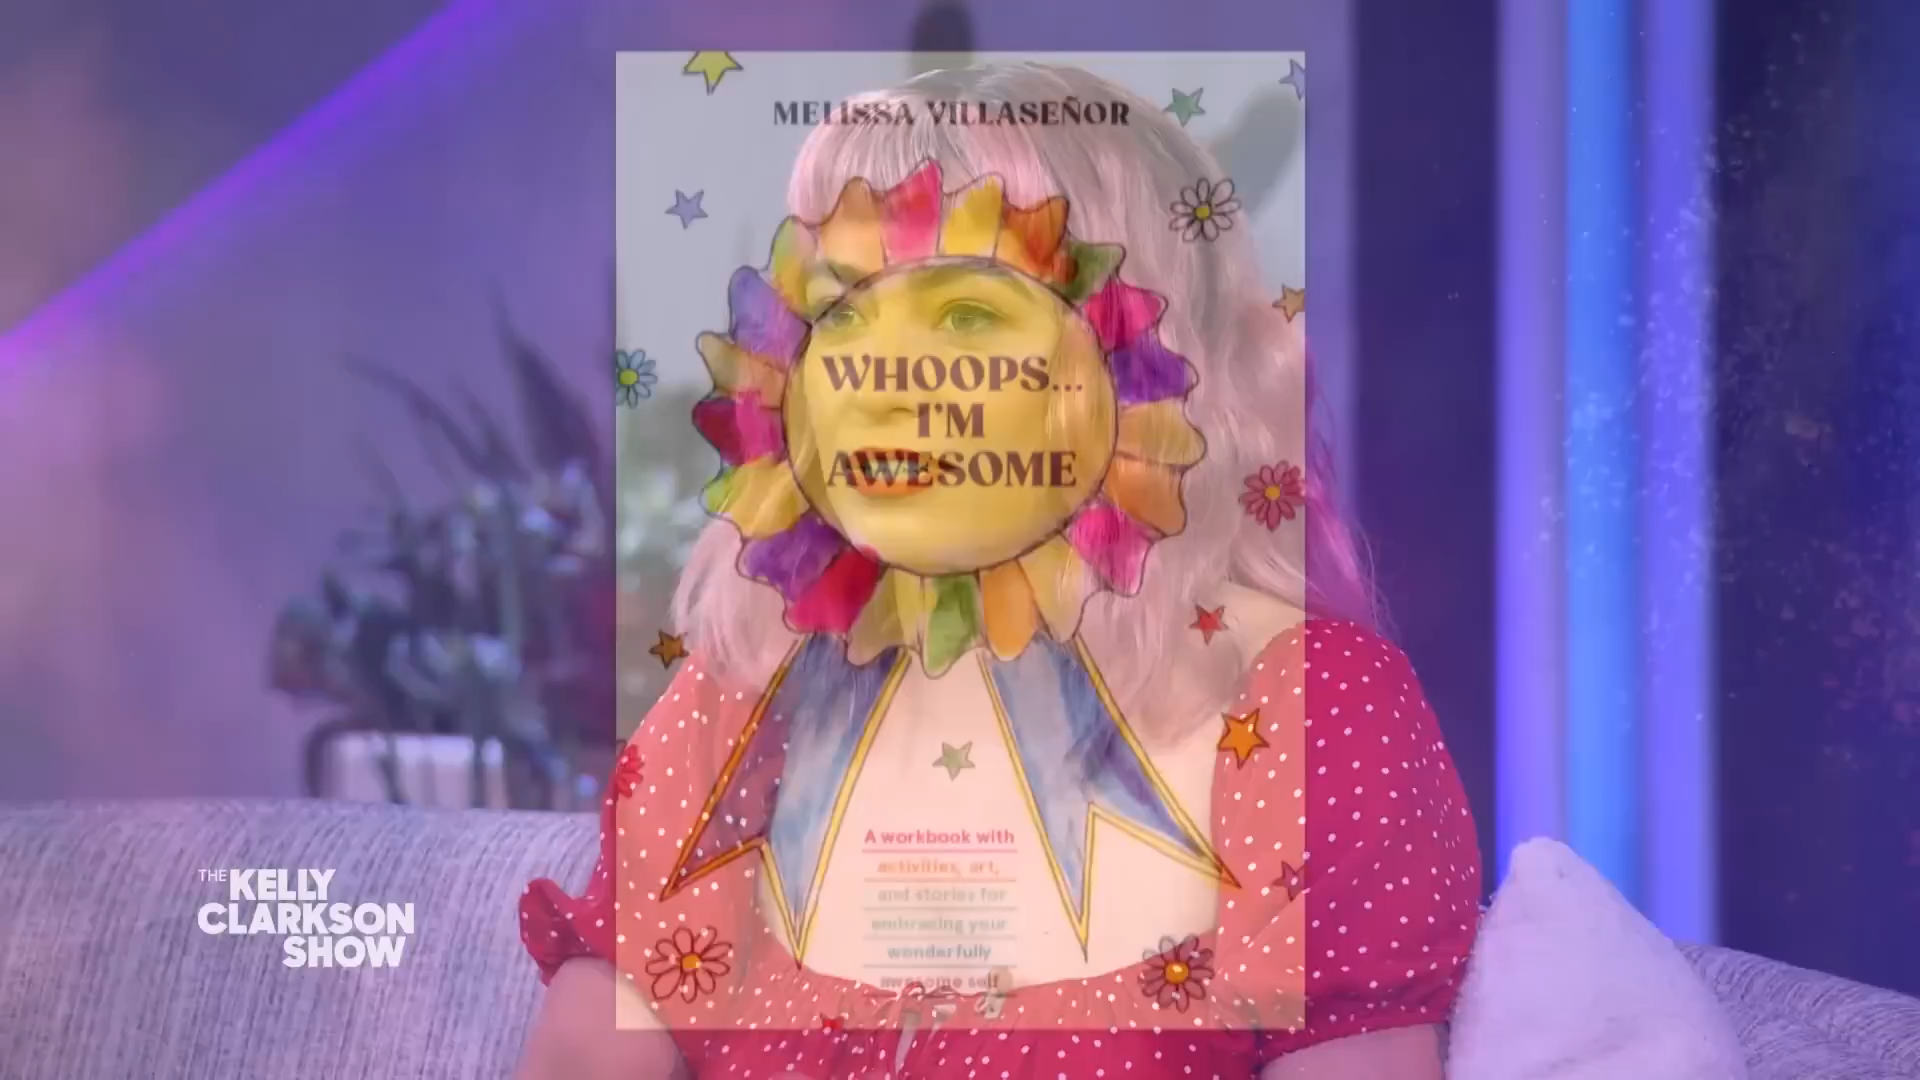 MELISSA VILLASEÑOR
WHOOPS...
I'M
AWESOME
A workbook with
activities, art,
and stories for
embracing your
wonderfully
awesome self
THE KELLY
CLARKSON
SHOW